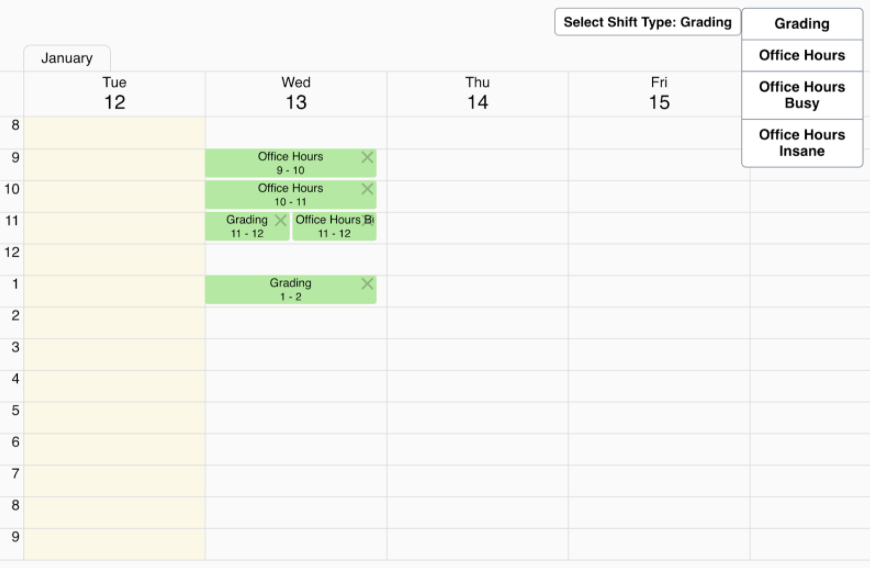 Select Shift Type: Grading
Grading
Office Hours
Office Hours
Busy
Office Hours
Insane
January
Tue
12
Wed
13
Thu
14
Fri
15
8
9
Office Hours
9 - 10
10
Office Hours
10 - 11
11
Grading
11 - 12
Office Hours
11 - 12
12
1
Grading
1 - 2
2
3
4
5
6
7
8
9